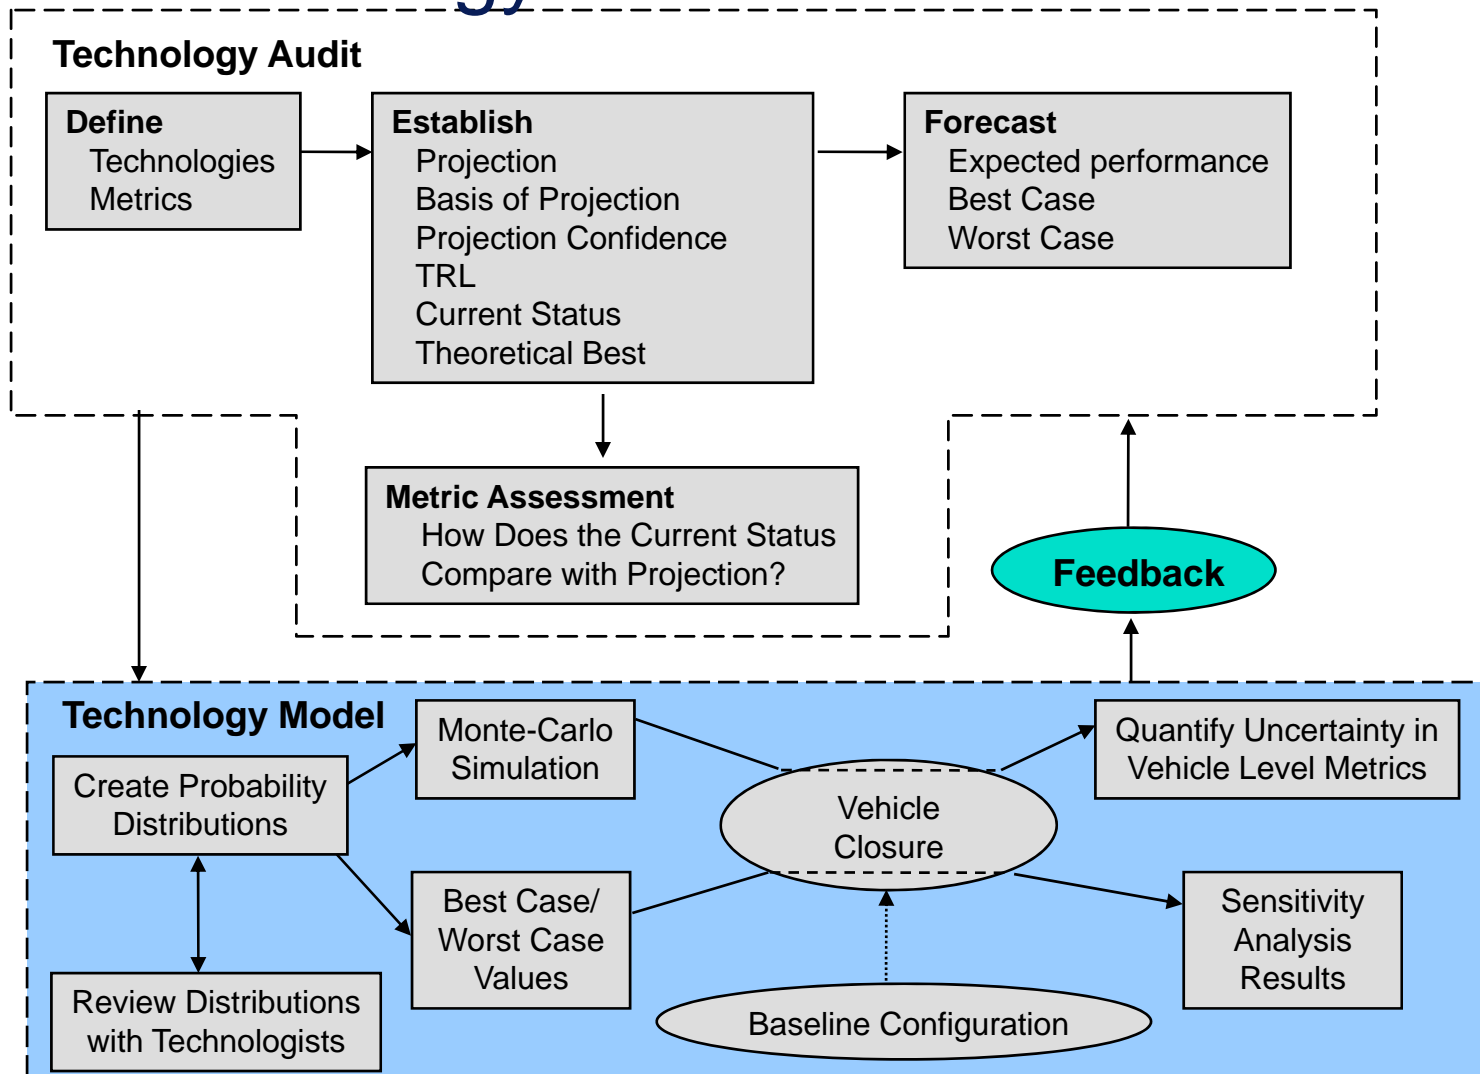 Technology Audit
Define
Technologies
Metrics
Establish
Projection
Basis of Projection
Projection Confidence
TRL
Current Status
Theoretical Best
Forecast
Expected performance
Best Case
Worst Case
Metric Assessment
How Does the Current Status
Compare with Projection?
Feedback
Technology Model
Create Probability
Distributions
Review Distributions
with Technologists
Monte-Carlo
Simulation
Best Case/
Worst Case
Values
Vehicle
Closure
Baseline Configuration
Quantify Uncertainty in
Vehicle Level Metrics
Sensitivity
Analysis
Results